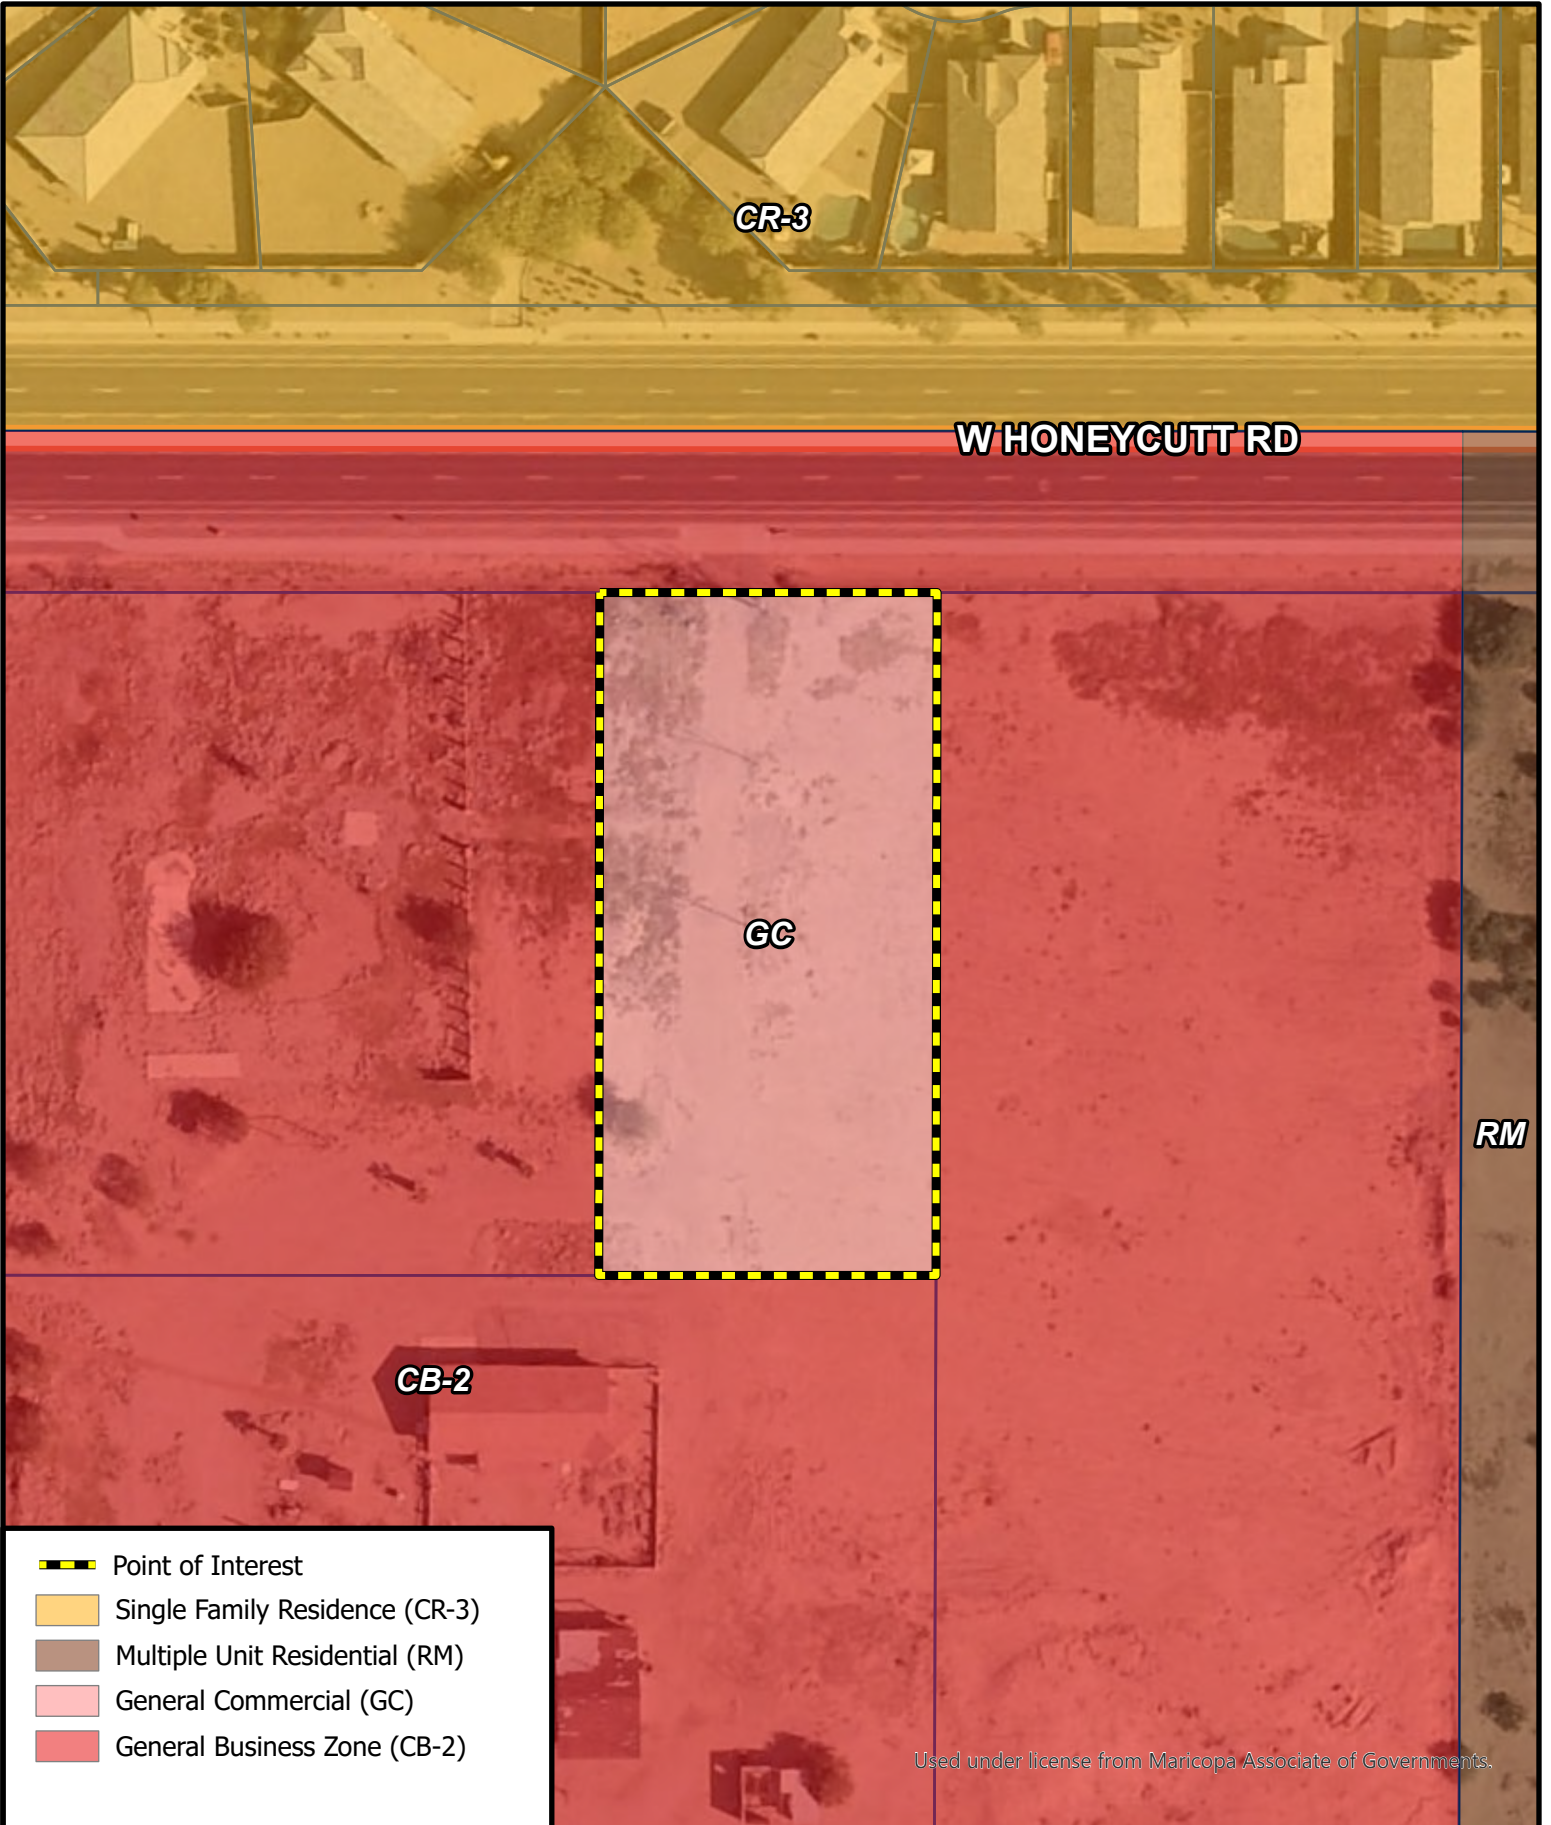 CR-3
W HONEYCUTT RD
GC
RM
CB-2
Point of Interest
Single Family Residence (CR-3)
Multiple Unit Residential (RM)
General Commercial (GC)
General Business Zone (CB-2)
Used under license from Maricopa Associate of Governments.